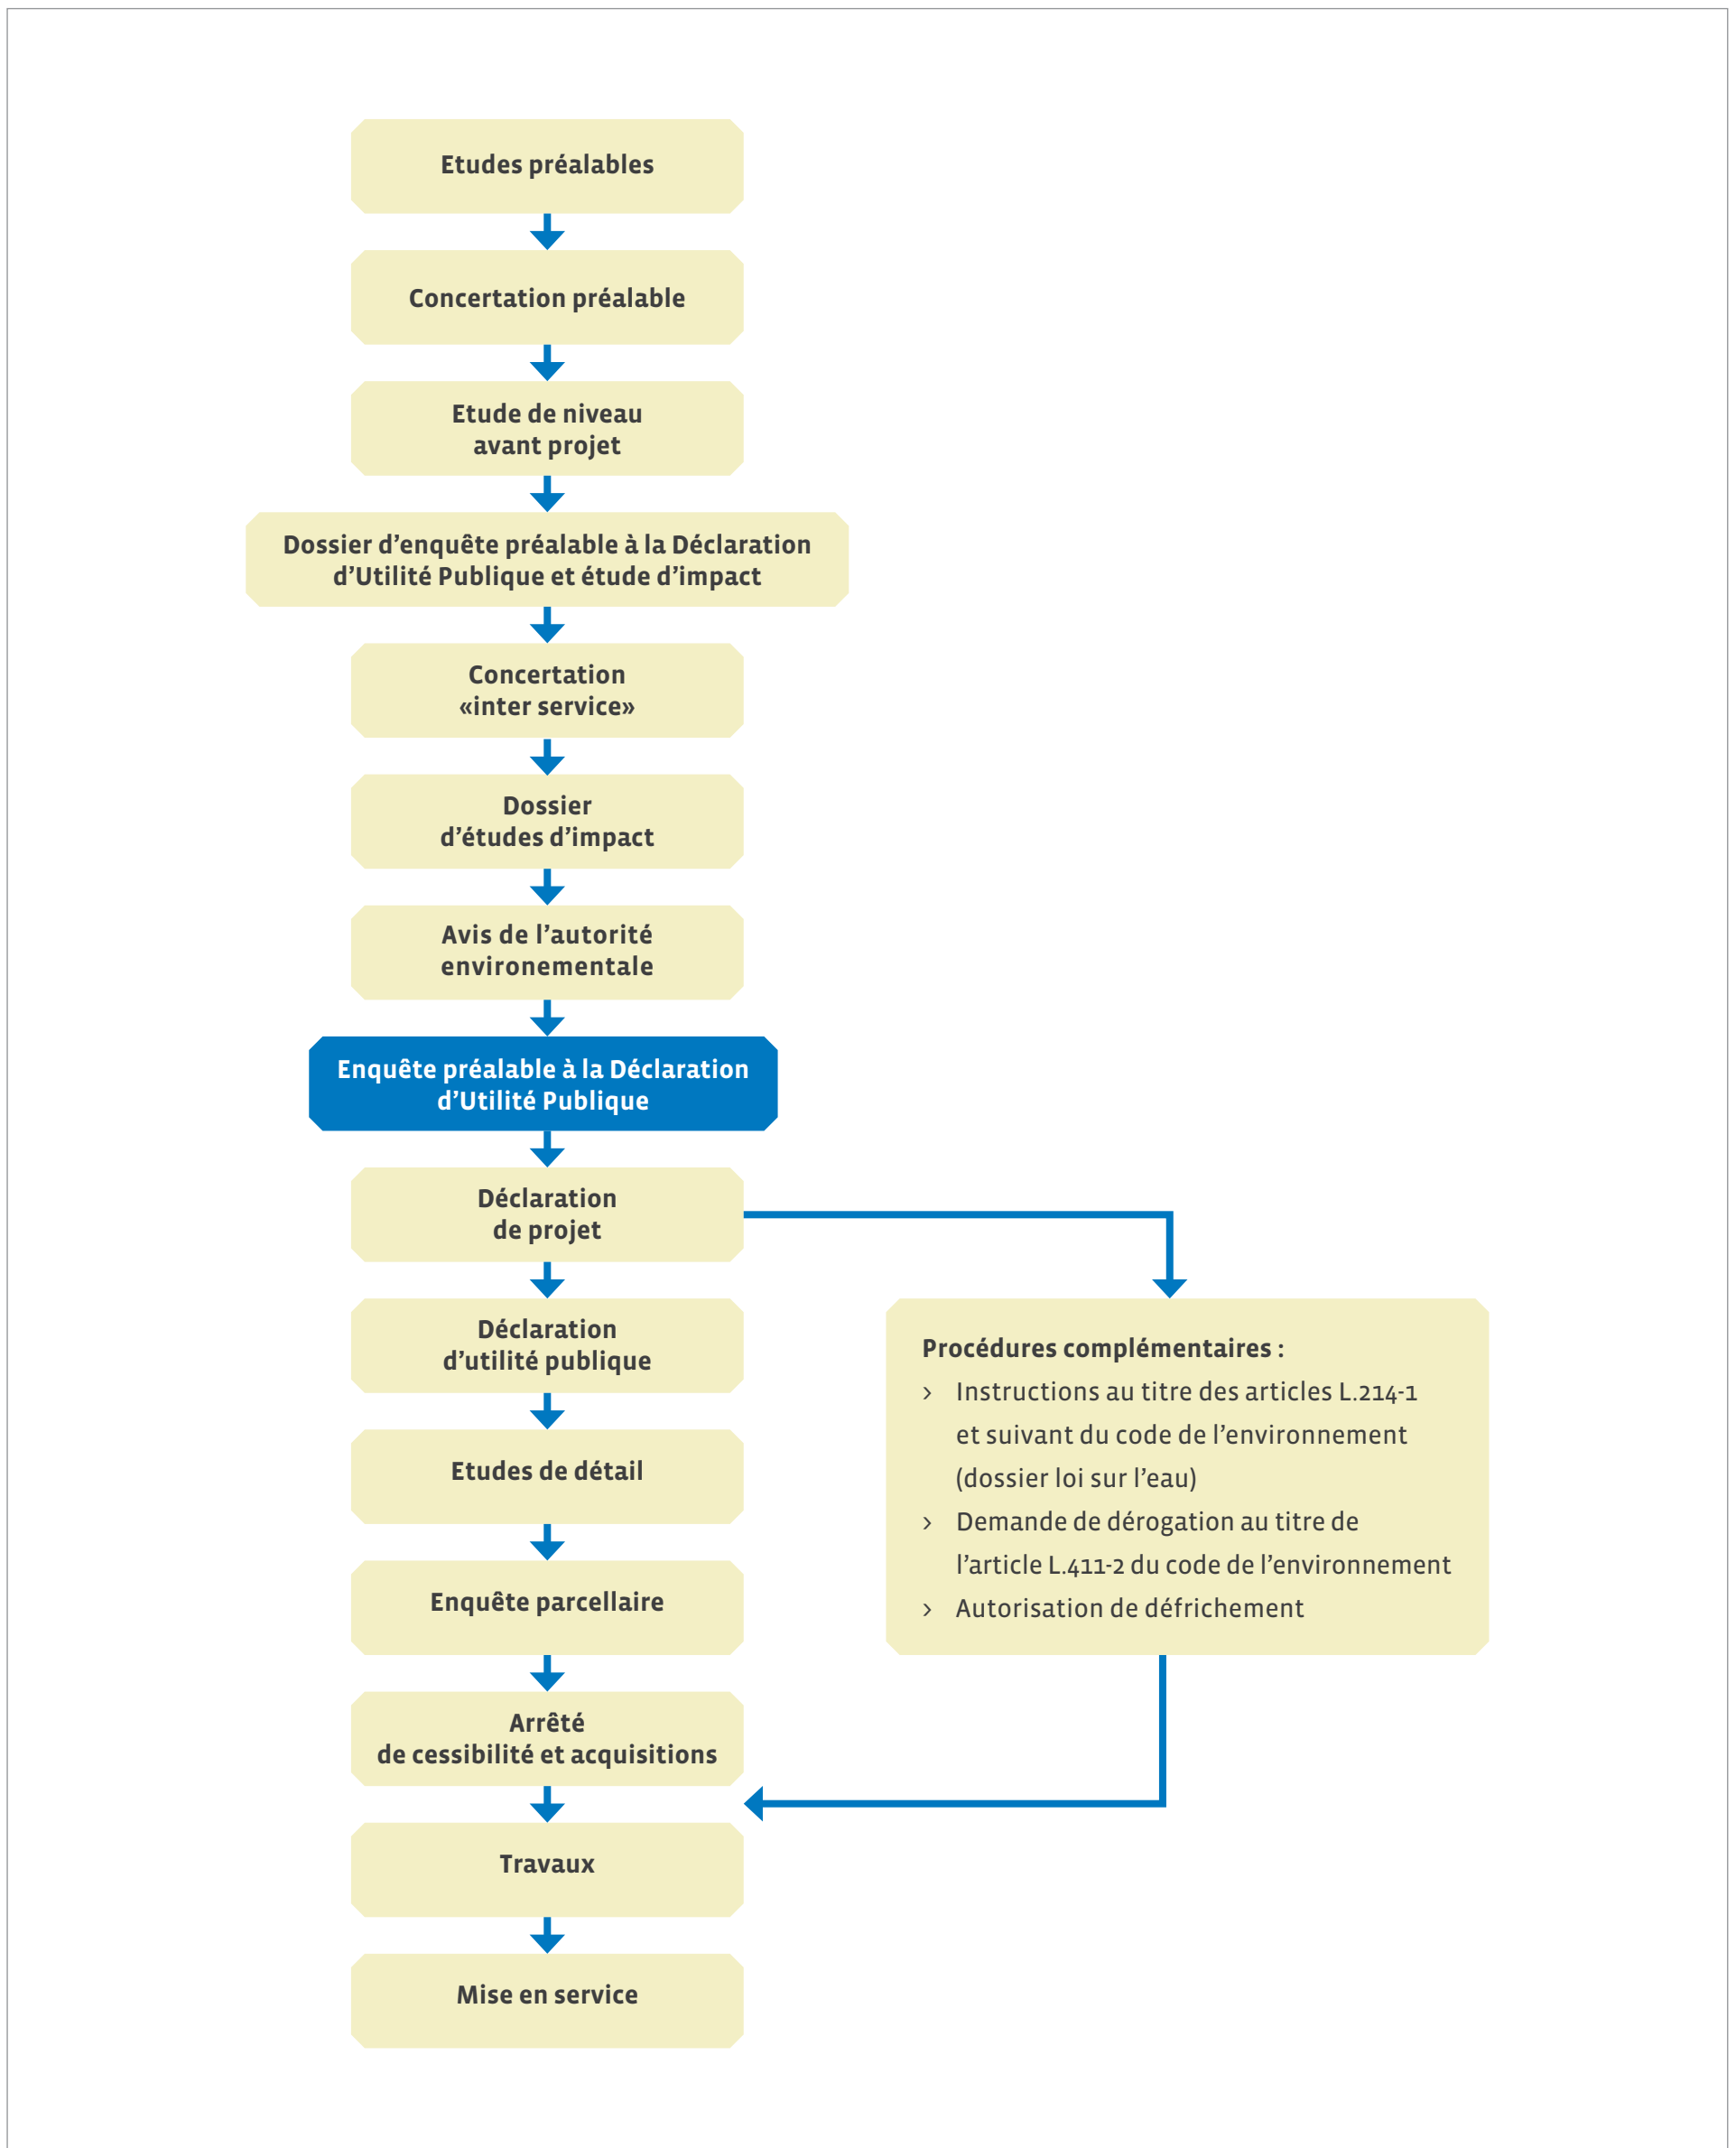 Etudes préalables
Concertation préalable
Etude de niveau
avant projet
Dossier d’enquête préalable à la Déclaration
d’Utilité Publique et étude d’impact
Concertation
«inter service»
Dossier
d’études d’impact
Avis de l’autorité
environementale
Enquête préalable à la Déclaration
d’Utilité Publique
Déclaration
de projet
Déclaration
d’utilité publique
Etudes de détail
Enquête parcellaire
Arrêté
de cessibilité et acquisitions
Travaux
Mise en service
Procédures complémentaires :
› Instructions au titre des articles L.214-1
et suivant du code de l’environnement
(dossier loi sur l’eau)
› Demande de dérogation au titre de
l’article L.411-2 du code de l’environnement
› Autorisation de défrichement